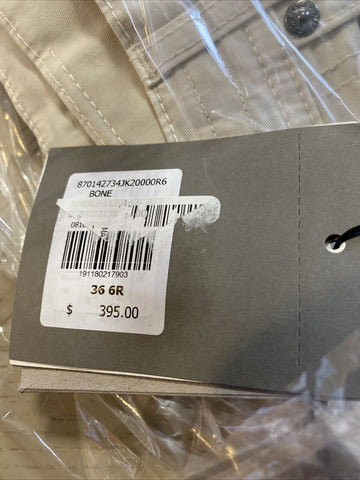 870142734JK20000R6
BONE
191180217903
36 6R
$ 395.00